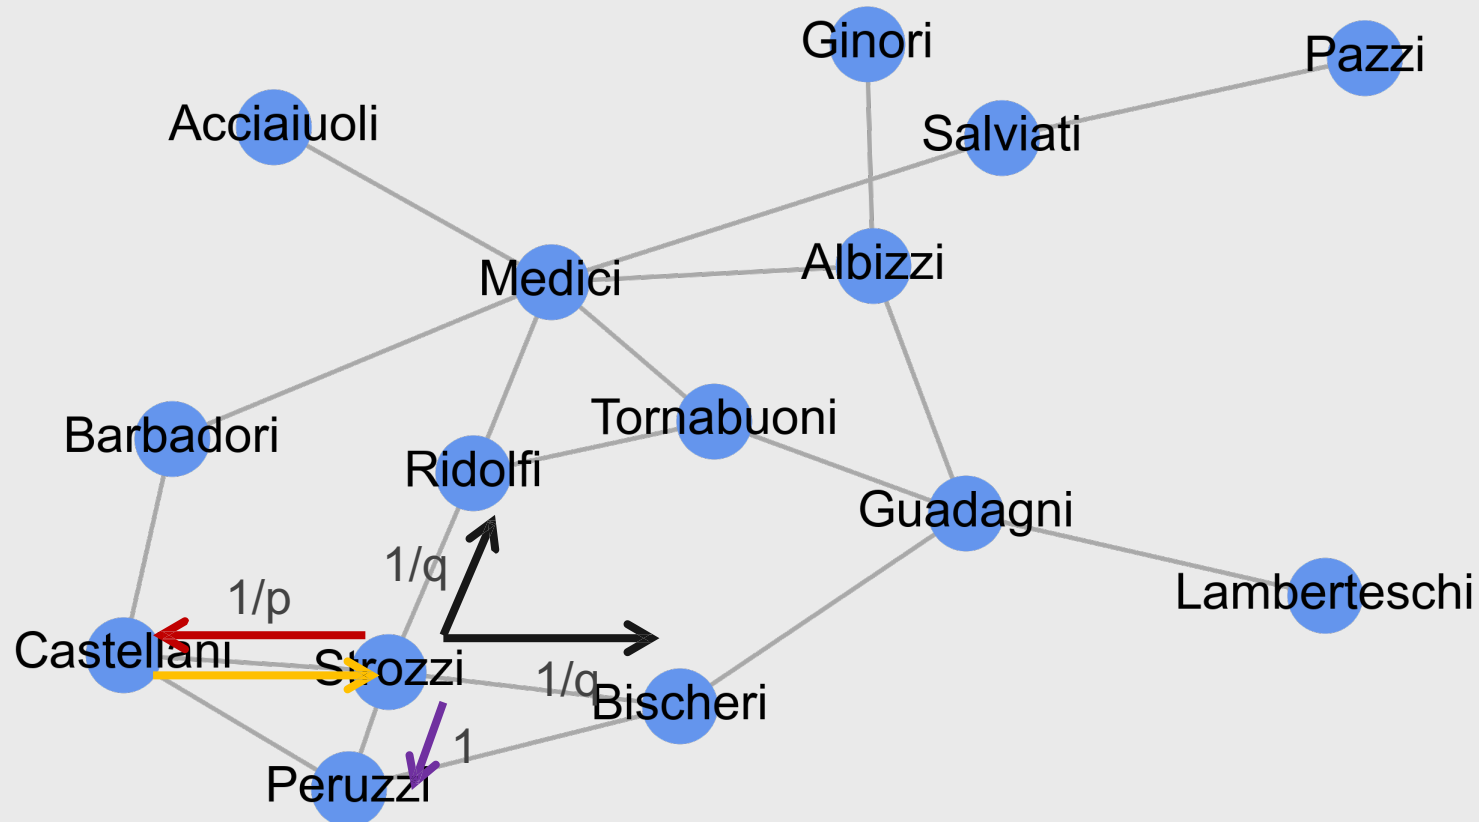 Ginori
Pazzi
Acciaiuoli
Salviati
Medici
Albizzi
Barbadori
Tornabuoni
Ridolfi
Guadagni
1/q
1/p
Lamberteschi
Castellani
Strozzi
1/q
Bischeri
1
Peruzzi